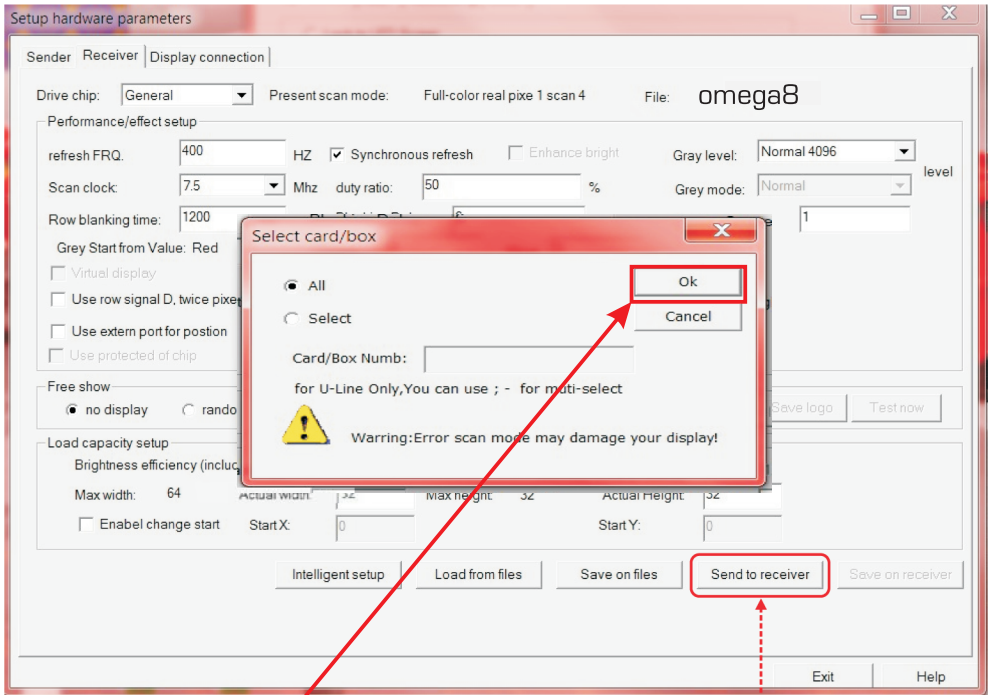 Setup hardware parameters
Sender Receiver Display connection
Drive chip: General Present scan mode: Full-color real pixe 1 scan 4 File: omega8
Performance/effect setup
refresh FRQ. 400 HZ Synchronous refresh Enhance bright Gray level: Normal 4096 level
Scan clock: 7.5 Mhz duty ratio: 50 % Grey mode: Normal
Row blanking time: 1200 1
Grey Start from Value: Red
Virtual display
Use row signal D, twice pixe
Use extern port for postion
Use protected of chip
Select card/box
All Ok
Select Cancel
Card/Box Numb:
for U-Line Only,You can use ; - for muti-select
Warring:Error scan mode may damage your display!
Free show
no display rando Save logo Test now
Load capacity setup
Brightness efficiency (includ
Max width: 64 Actual width: 32 Max height: 32 Actual Height: 32
Enabel change start Start X: 0 Start Y: 0
Intelligent setup Load from files Save on files Send to receiver Save on receiver
Exit Help